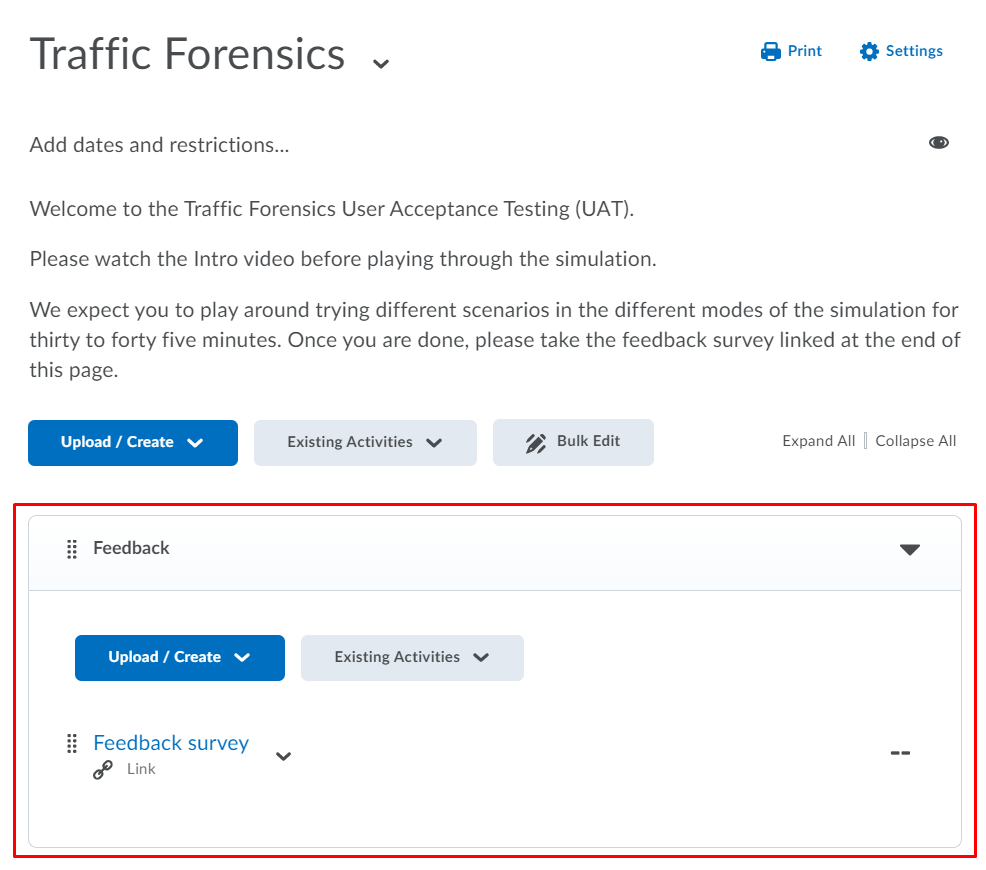 Traffic Forensics
Print
Settings
Add dates and restrictions...
Welcome to the Traffic Forensics User Acceptance Testing (UAT).
Please watch the Intro video before playing through the simulation.
We expect you to play around trying different scenarios in the different modes of the simulation for
thirty to forty five minutes. Once you are done, please take the feedback survey linked at the end of
this page.
Upload / Create
Existing Activities
Bulk Edit
Expand All | Collapse All
Feedback
Upload / Create
Existing Activities
Feedback survey
Link
--